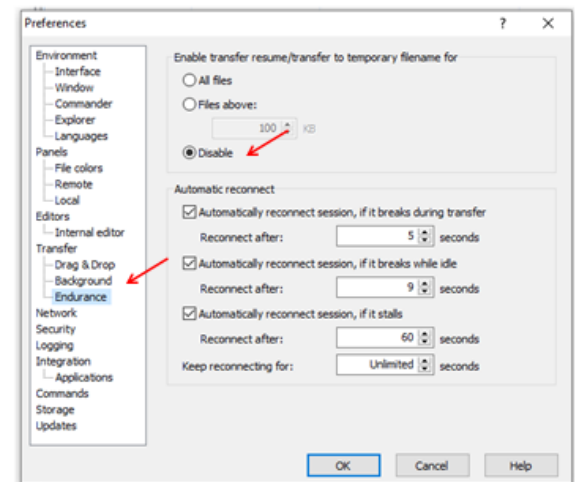 Preferences
? ×
Environment
Interface
Window
Commander
Explorer
Languages
Panels
File colors
Remote
Local
Editors
Internal editor
Transfer
Drag & Drop
Background
Endurance
Network
Security
Logging
Integration
Applications
Commands
Storage
Updates
Enable transfer resume/transfer to temporary filename for
All files
Files above:
100 KB
Disable
Automatic reconnect
Automatically reconnect session, if it breaks during transfer
Reconnect after: 5 seconds
Automatically reconnect session, if it breaks while idle
Reconnect after: 9 seconds
Automatically reconnect session, if it stalls
Reconnect after: 60 seconds
Keep reconnecting for: Unlimited seconds
OK Cancel Help